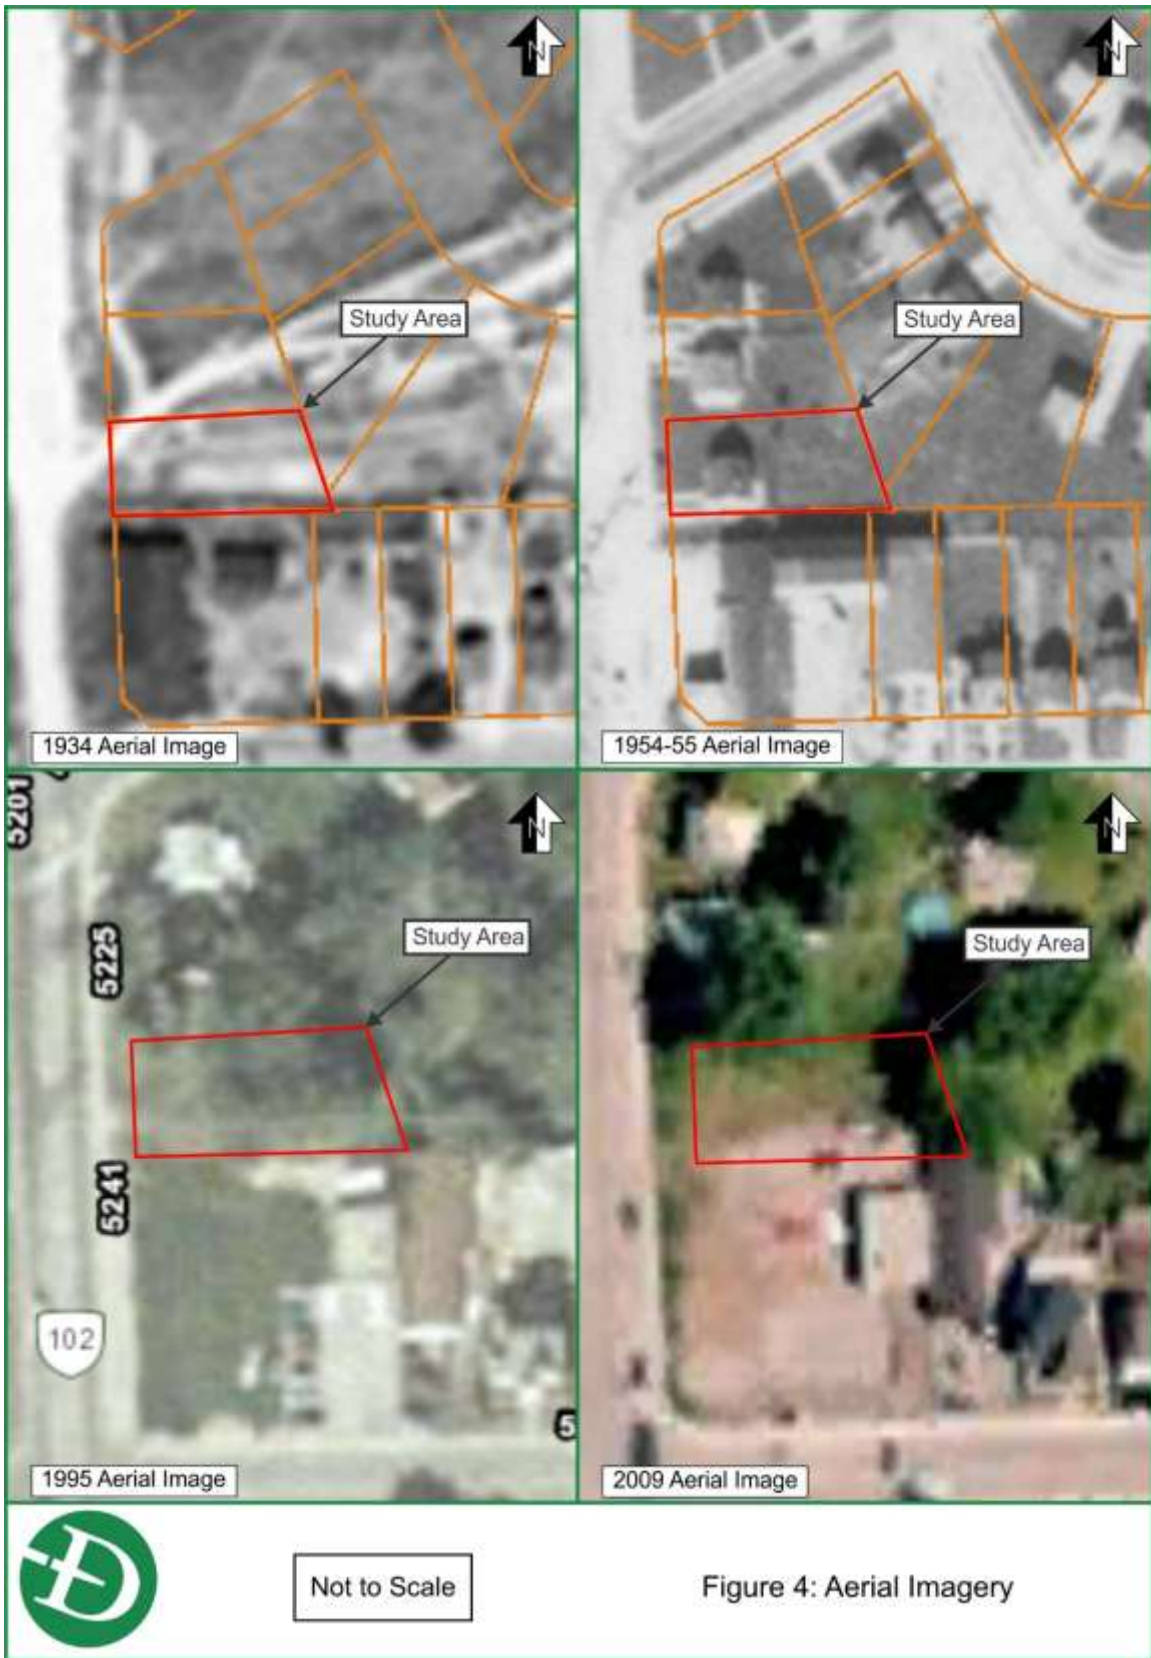 N
N
Study Area
Study Area
1934 Aerial Image
1954-55 Aerial Image
5201
N
N
5225
Study Area
Study Area
5241
102
5
1995 Aerial Image
2009 Aerial Image
D
Not to Scale
Figure 4: Aerial Imagery